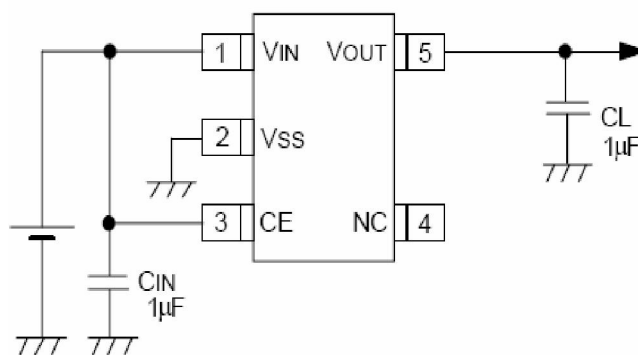 1 VIN VOUT 5
2 VSS
3 CE NC 4
CIN
1μF
CL
1μF